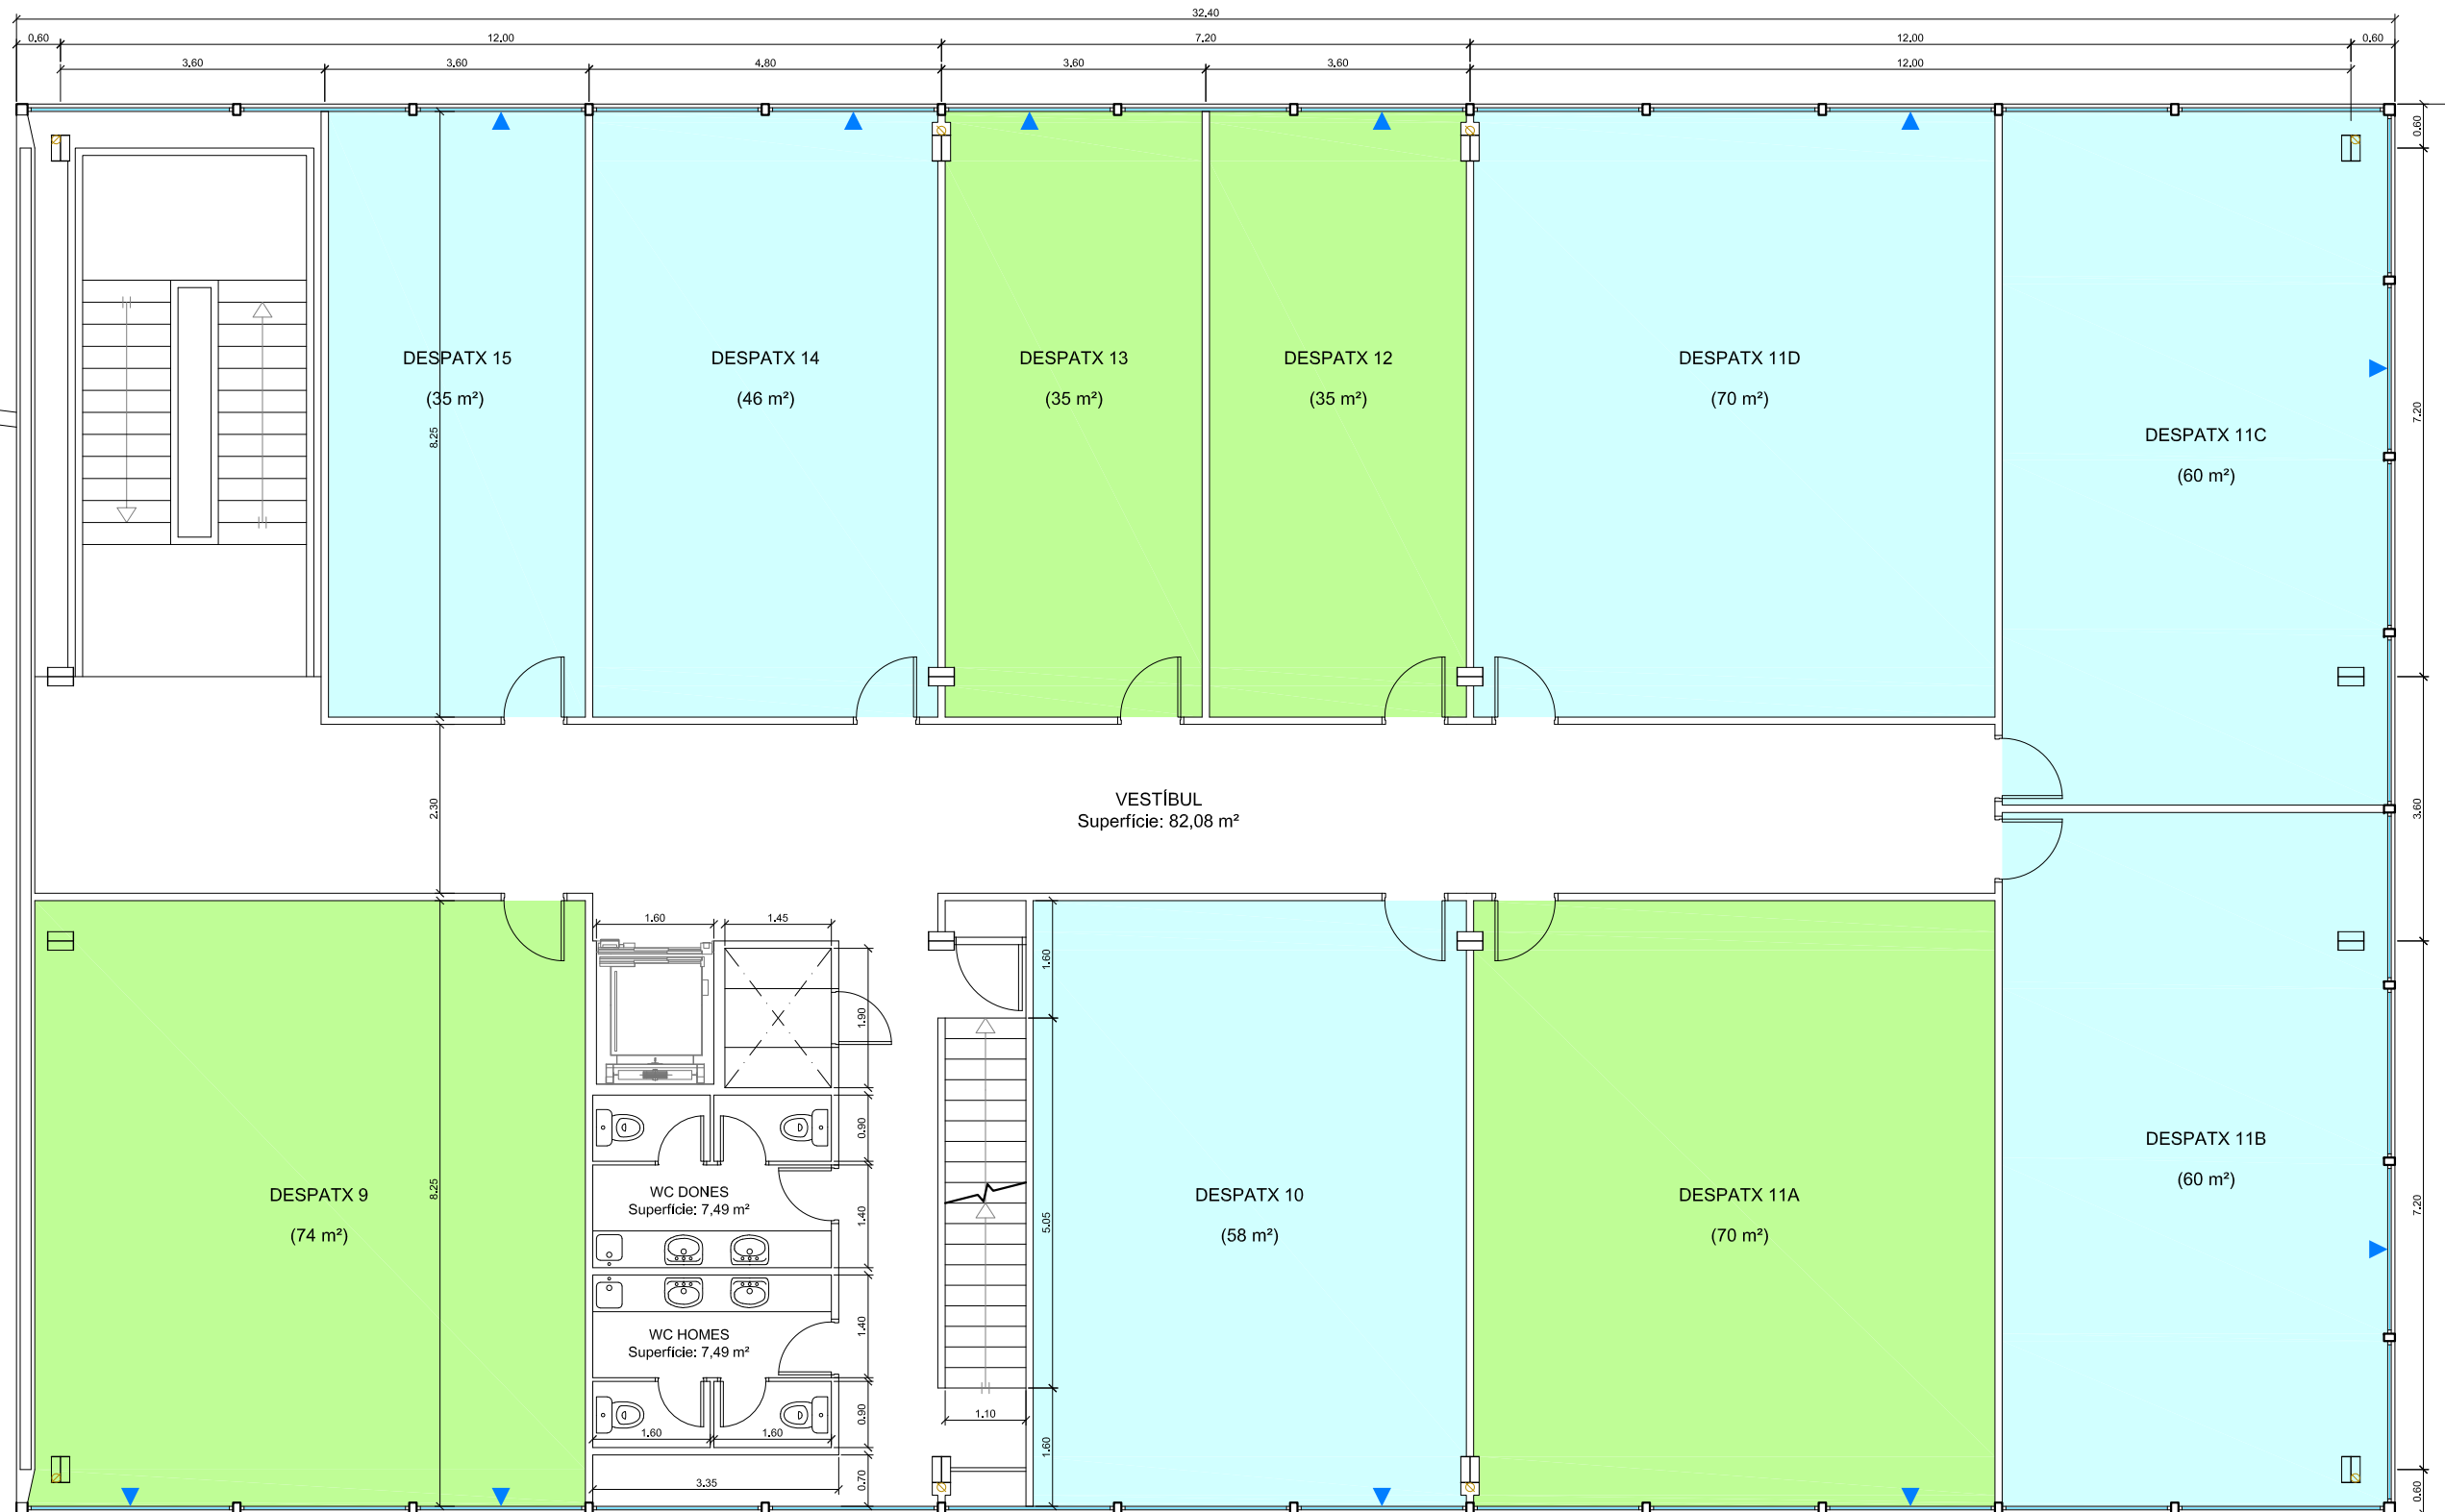 32.40
0.60
12.00
7.20
12.00
0.60
3.60
3.60
4.80
3.60
3.60
12.00
0.60
DESPATX 15
(35 m²)
DESPATX 14
(46 m²)
DESPATX 13
(35 m²)
DESPATX 12
(35 m²)
DESPATX 11D
(70 m²)
8.25
7.20
DESPATX 11C
(60 m²)
VESTÍBUL
Superfície: 82,08 m²
2.30
3.60
1.60
1.45
1.60
1.90
0.90
DESPATX 11B
(60 m²)
DESPATX 9
(74 m²)
8.25
WC DONES
Superfície: 7,49 m²
1.40
5.05
DESPATX 10
(58 m²)
DESPATX 11A
(70 m²)
7.20
WC HOMES
Superfície: 7,49 m²
1.40
0.90
1.10
1.60
1.60
1.60
3.35
0.70
0.60